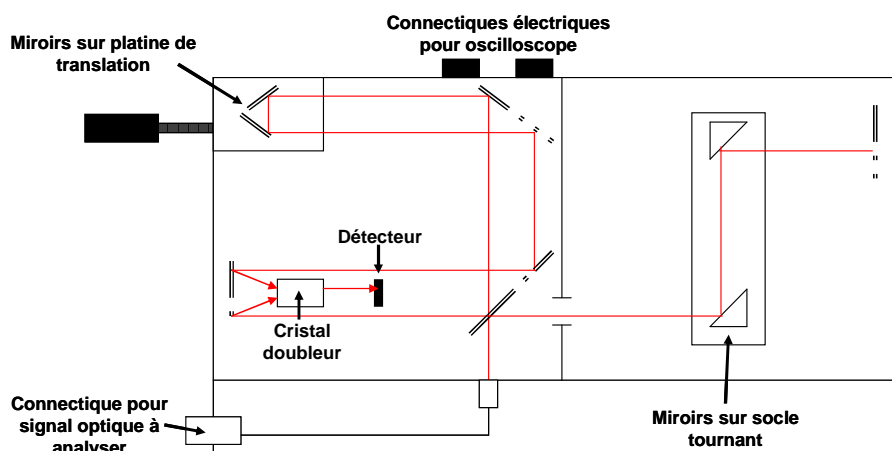 Connectiques électriques
pour oscilloscope
Miroirs sur platine de
translation
Détecteur
Cristal
doubleur
Connectique pour
signal optique à
analyser
Miroirs sur socle
tournant